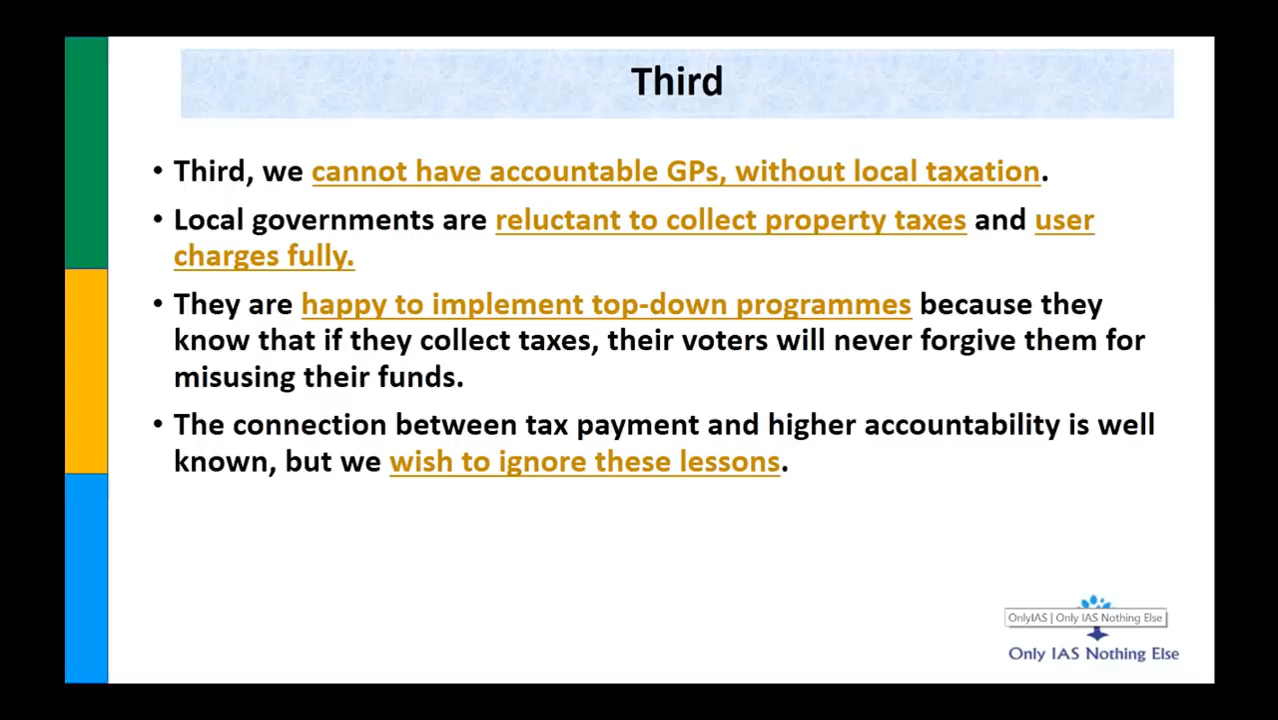 Third
• Third, we cannot have accountable GPs, without local taxation.
• Local governments are reluctant to collect property taxes and user
charges fully.
• They are happy to implement top-down programmes because they
know that if they collect taxes, their voters will never forgive them for
misusing their funds.
• The connection between tax payment and higher accountability is well
known, but we wish to ignore these lessons.
OnlyIAS | Only IAS Nothing Else
Only IAS Nothing Else